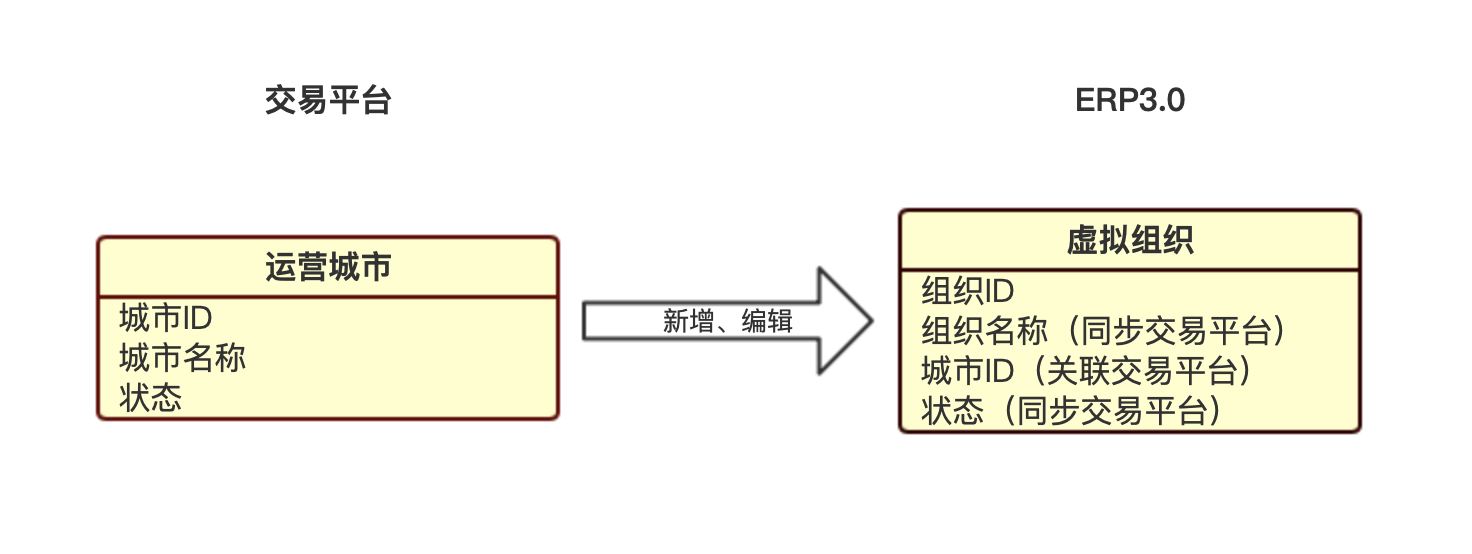 交易平台
ERP3.0
运营城市
城市ID
城市名称
状态
新增、编辑
虚拟组织
组织ID
组织名称（同步交易平台）
城市ID（关联交易平台）
状态（同步交易平台）